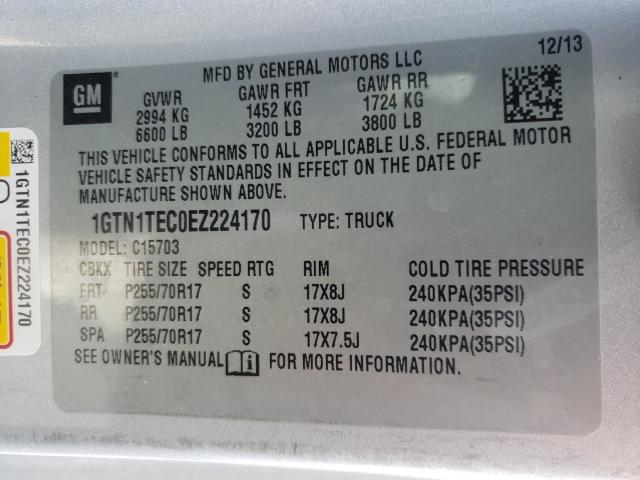 12/13
MFD BY GENERAL MOTORS LLC
GM
GVWR GAWR FRT GAWR RR
2994 KG 1452 KG 1724 KG
6600 LB 3200 LB 3800 LB
THIS VEHICLE CONFORMS TO ALL APPLICABLE U.S. FEDERAL MOTOR
VEHICLE SAFETY STANDARDS IN EFFECT ON THE DATE OF
MANUFACTURE SHOWN ABOVE.
1GTN1TEC0EZ224170 TYPE: TRUCK
MODEL: C15703
CBKX TIRE SIZE SPEED RTG RIM COLD TIRE PRESSURE
FRT P255/70R17 S 17X8J 240KPA(35PSI)
RR P255/70R17 S 17X8J 240KPA(35PSI)
SPA P255/70R17 S 17X7.5J 240KPA(35PSI)
SEE OWNER'S MANUAL FOR MORE INFORMATION.
1GTN1TEC0EZ224170